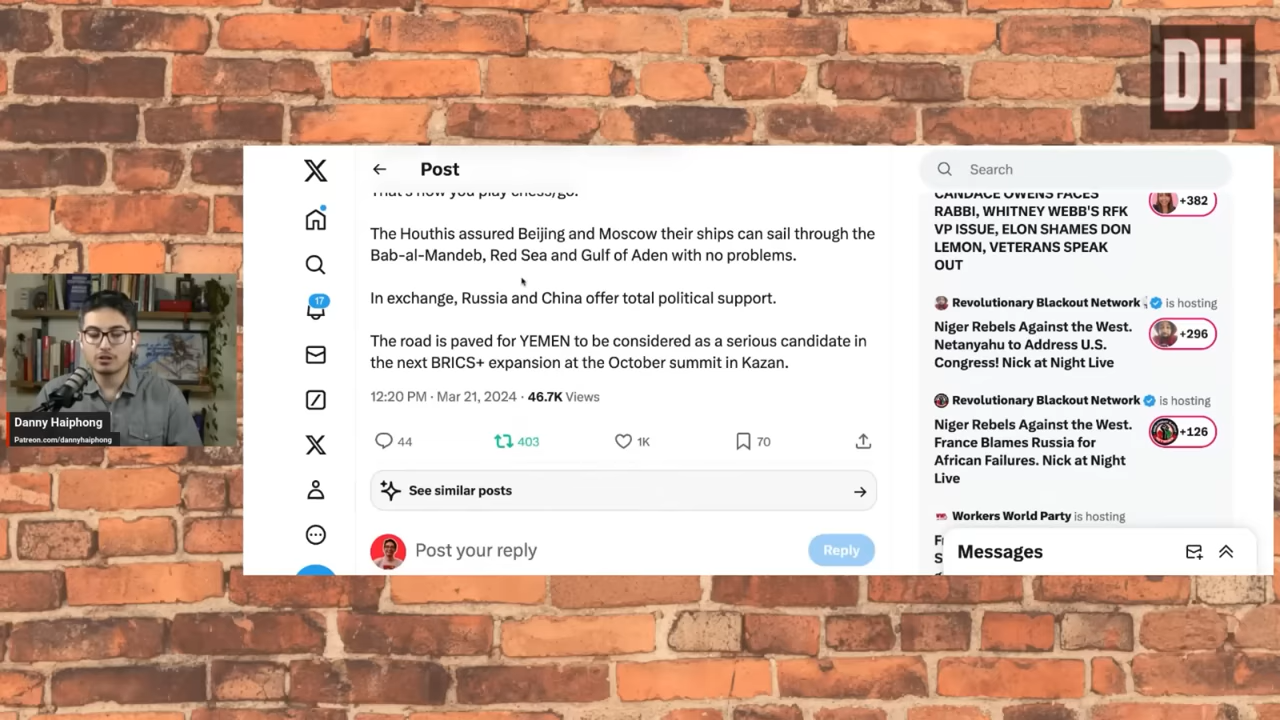 DH
Post
Search
That's how you play chess/go.
The Houthis assured Beijing and Moscow their ships can sail through the
Bab-al-Mandeb, Red Sea and Gulf of Aden with no problems.
In exchange, Russia and China offer total political support.
The road is paved for YEMEN to be considered as a serious candidate in
the next BRICS+ expansion at the October summit in Kazan.
12:20 PM · Mar 21, 2024 · 46.7K Views
44
403
1K
70
See similar posts
Post your reply
Reply
17
CANDACE OWENS FACES
RABBI, WHITNEY WEBB'S RFK
VP ISSUE, ELON SHAMES DON
LEMON, VETERANS SPEAK
OUT
+382
Revolutionary Blackout Network is hosting
Niger Rebels Against the West.
Netanyahu to Address U.S.
Congress! Nick at Night Live
+296
Revolutionary Blackout Network is hosting
Niger Rebels Against the West.
France Blames Russia for
African Failures. Nick at Night
Live
+126
Workers World Party is hosting
Messages
Danny Haiphong
Patreon.com/dannyhaiphong